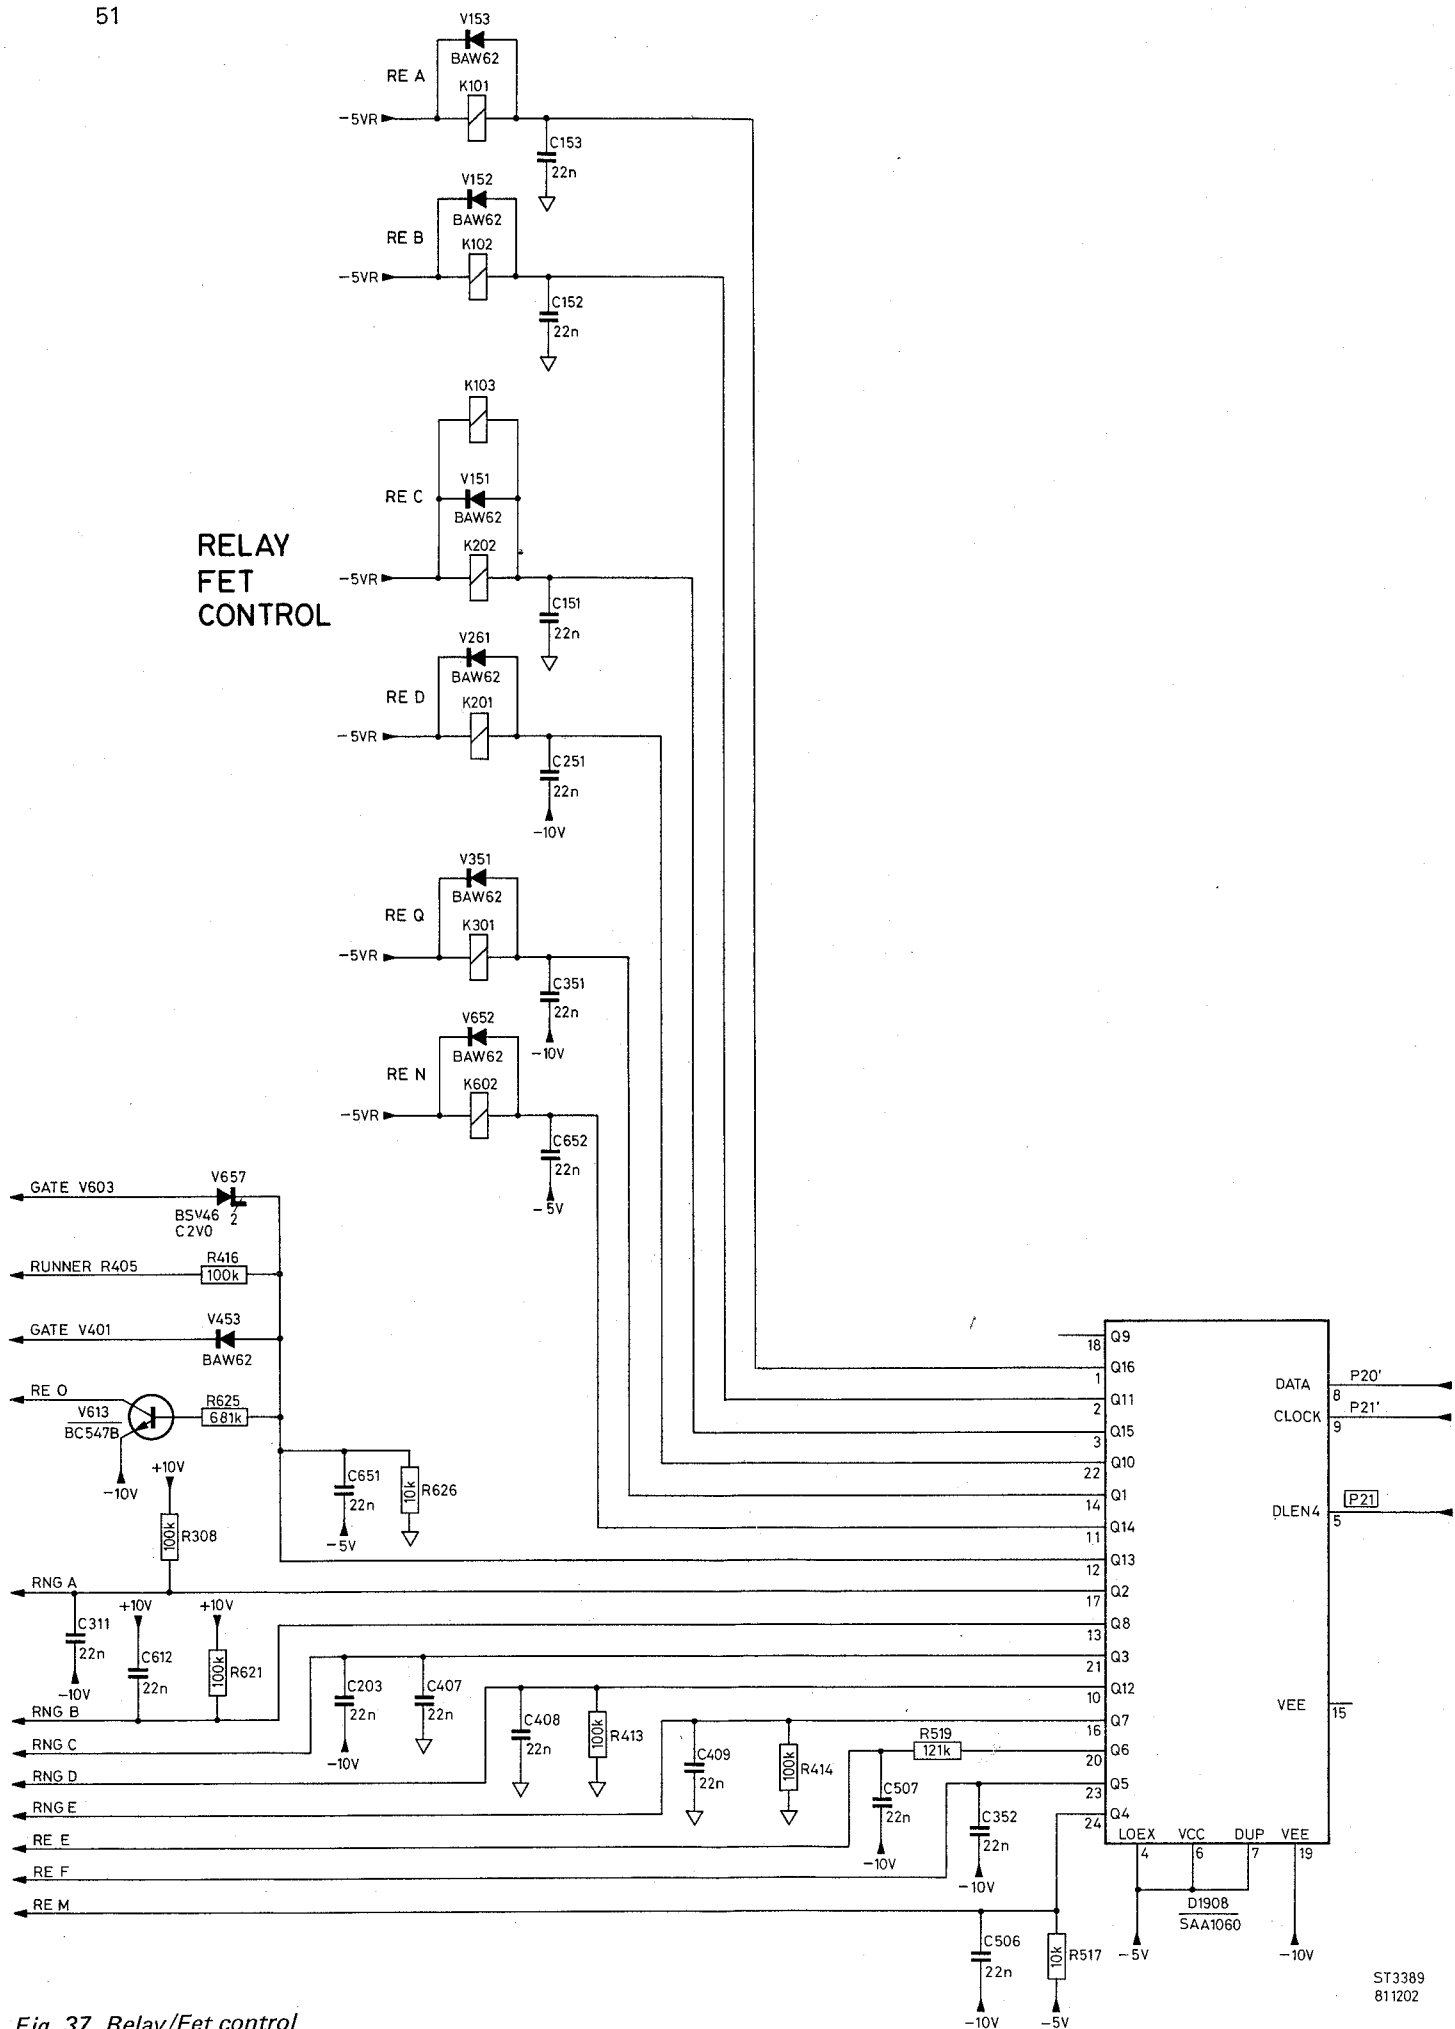 51
V153
BAW62
RE A
K101
-5VR
C153
22n
V152
BAW62
RE B
K102
-5VR
C152
22n
K103
V151
RE C
BAW62
K202
-5VR
C151
22n
RELAY
FET
CONTROL
V261
BAW62
RE D
K201
-5VR
C251
22n
-10V
V351
BAW62
RE Q
K301
-5VR
C351
22n
-10V
V652
BAW62
RE N
K602
-5VR
C652
22n
-5V
GATE V603
V657
BSV46
C2V0
2
RUNNER R405
R416
100k
GATE V401
V453
BAW62
RE O
V613
BC547B
-10V
R625
681k
C651
22n
-5V
10k
R626
+10V
100k
R308
RNG A
C311
22n
-10V
+10V
C612
22n
+10V
100k
R621
RNG B
RNG C
C203
22n
-10V
C407
22n
RNG D
C408
22n
100k
R413
RNG E
C409
22n
100k
R414
RE E
R519
121k
C507
22n
-10V
RE F
C352
22n
-10V
RE M
C506
22n
-10V
10k
R517
-5V
18 Q9
1 Q16
2 Q11
3 Q15
22 Q10
14 Q1
11 Q14
12 Q13
17 Q2
13 Q8
21 Q3
10 Q12
16 Q7
20 Q6
23 Q5
24 Q4
DATA 8 P20'
CLOCK 9 P21'
DLEN4 5 P21
VEE 15
LOEX VCC DUP VEE
4 6 7 19
D1908
SAA1060
-5V
-10V
ST3389
811202
Fig. 37 Relay/Fet control